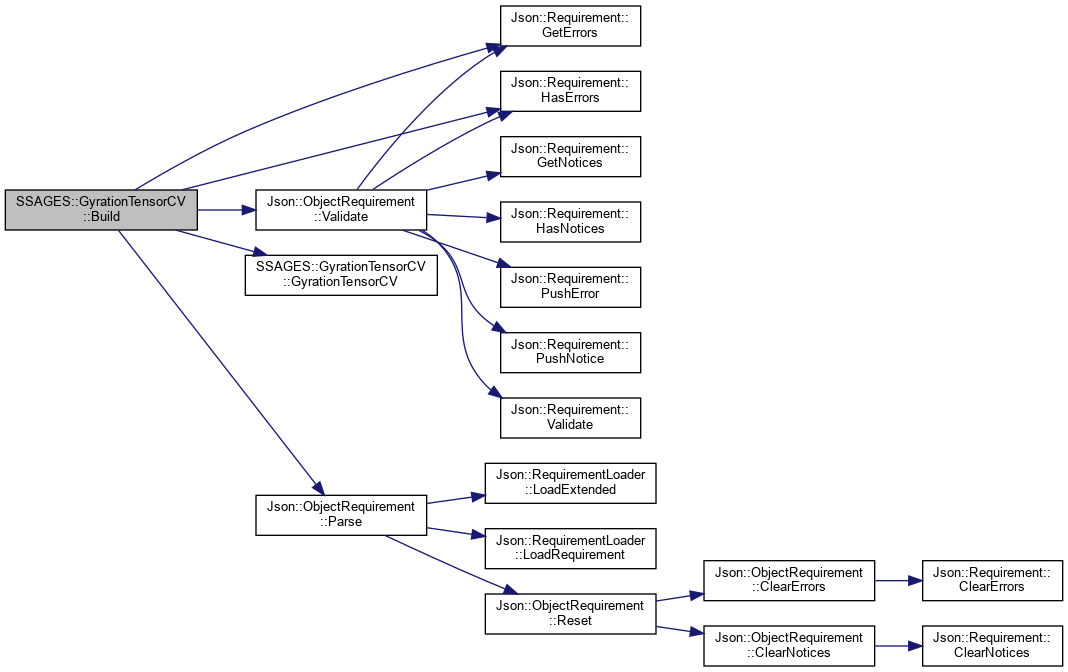 Json::Requirement::
GetErrors
Json::Requirement::
HasErrors
Json::Requirement::
GetNotices
SSAGES::GyrationTensorCV
::Build
Json::ObjectRequirement
::Validate
Json::Requirement::
HasNotices
SSAGES::GyrationTensorCV
::GyrationTensorCV
Json::Requirement::
PushError
Json::Requirement::
PushNotice
Json::Requirement::
Validate
Json::RequirementLoader
::LoadExtended
Json::ObjectRequirement
::Parse
Json::RequirementLoader
::LoadRequirement
Json::ObjectRequirement
::Reset
Json::ObjectRequirement
::ClearErrors
Json::Requirement::
ClearErrors
Json::ObjectRequirement
::ClearNotices
Json::Requirement::
ClearNotices